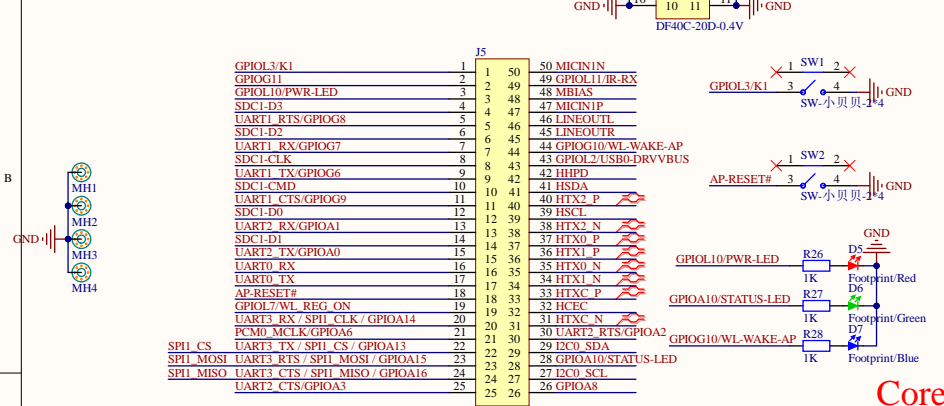 GND 10 11 GND
DF40C-20D-0.4V
J5
GPIOL3/K1 1 1 50 50 MICIN1N
GPIOG11 2 2 49 49 GPIOL11/IR-RX
GPIOL10/PWR-LED 3 3 48 48 MBIAS
SDC1-D3 4 4 47 47 MICIN1P
UART1_RTS/GPIOG8 5 5 46 46 LINEOUTL
SDC1-D2 6 6 45 45 LINEOUTR
UART1_RX/GPIOG7 7 7 44 44 GPIOG10/WL-WAKE-AP
SDC1-CLK 8 8 43 43 GPIOL2/USB0-DRVVBUS
UART1_TX/GPIOG6 9 9 42 42 HHPD
SDC1-CMD 10 10 41 41 HSDA
UART1_CTS/GPIOG9 11 11 40 40 HTX2_P
SDC1-D0 12 12 39 39 HSCL
UART2_RX/GPIOA1 13 13 38 38 HTX2_N
SDC1-D1 14 14 37 37 HTX0_P
UART2_TX/GPIOA0 15 15 36 36 HTX1_P
UART0_RX 16 16 35 35 HTX0_N
UART0_TX 17 17 34 34 HTX1_N
AP-RESET# 18 18 33 33 HTXC_P
GPIOL7/WL_REG_ON 19 19 32 32 HCEC
UART3_RX / SPI1_CLK / GPIOA14 20 20 31 31 HTXC_N
PCM0_MCLK/GPIOA6 21 21 30 30 UART2_RTS/GPIOA2
SPI1_CS UART3_TX / SPI1_CS / GPIOA13 22 22 29 29 I2C0_SDA
SPI1_MOSI UART3_RTS / SPI1_MOSI / GPIOA15 23 23 28 28 GPIOA10/STATUS-LED
SPI1_MISO UART3_CTS / SPI1_MISO / GPIOA16 24 24 27 27 I2C0_SCL
UART2_CTS/GPIOA3 25 25 26 26 GPIOA8
B
MH1
MH2
GND MH3
MH4
SW1
1 2
GPIOL3/K1 3 4 GND
SW-小贝贝-2*4
SW2
1 2
AP-RESET# 3 4 GND
SW-小贝贝-2*4
GND
GPIOL10/PWR-LED R26 D5
1K Footprint/Red
GPIOA10/STATUS-LED R27 D6
1K Footprint/Green
GPIOG10/WL-WAKE-AP R28 D7
1K Footprint/Blue
Core